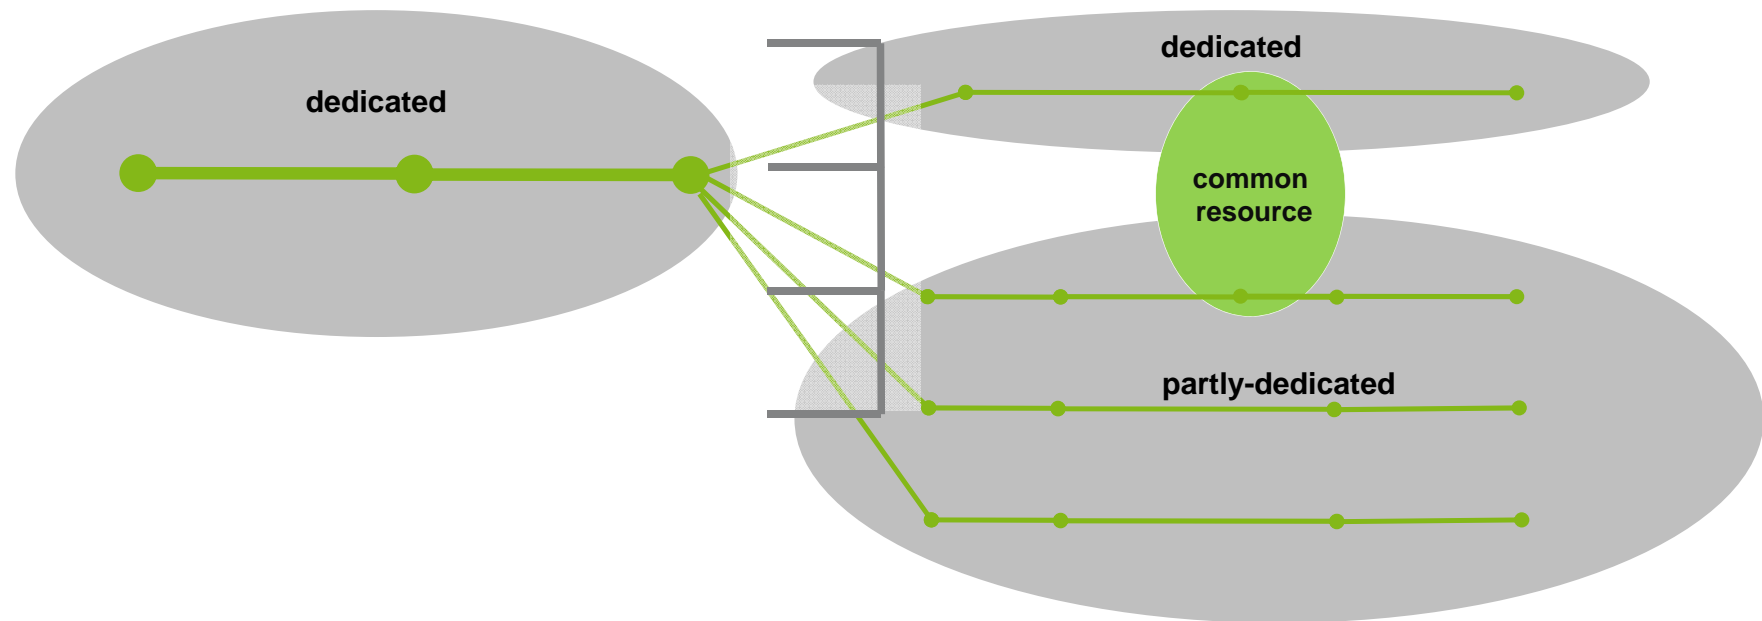 dedicated
dedicated
common
resource
partly-dedicated